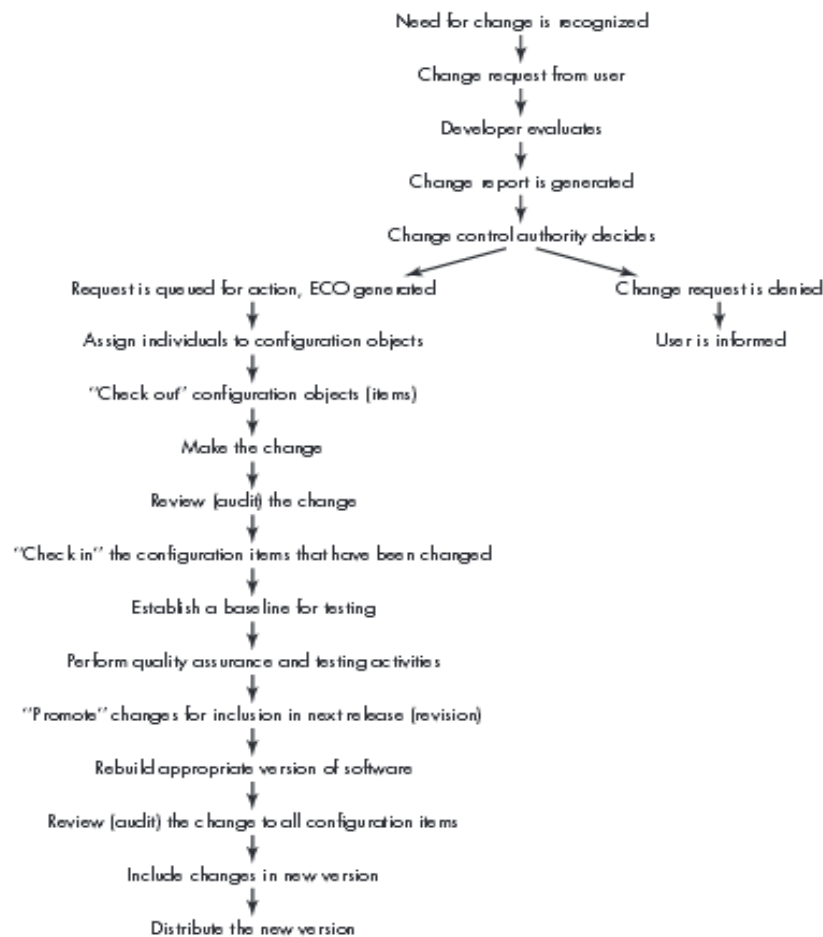 Need for change is recognized
Change request from user
Developer evaluates
Change report is generated
Change control authority decides
Request is queued for action, ECO generated
Change request is denied
Assign individuals to configuration objects
User is informed
“Check out” configuration objects (items)
Make the change
Review (audit) the change
“Check in” the configuration items that have been changed
Establish a baseline for testing
Perform quality assurance and testing activities
“Promote” changes for inclusion in next release (revision)
Rebuild appropriate version of software
Review (audit) the change to all configuration items
Include changes in new version
Distribute the new version